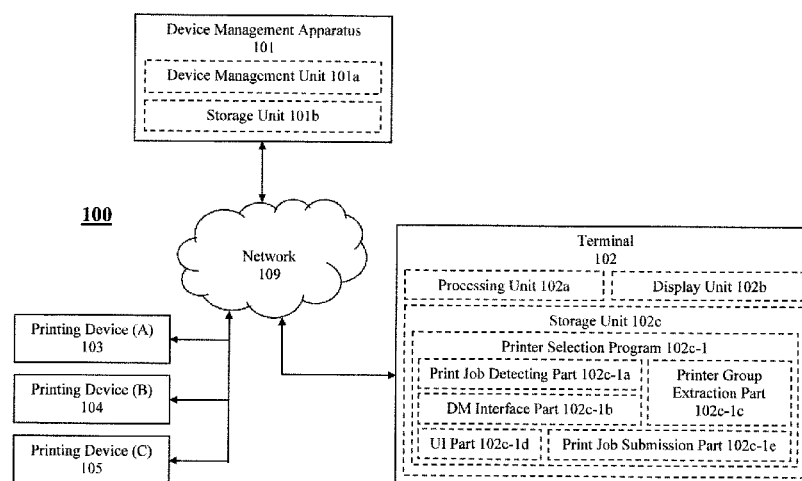 Device Management Apparatus
101
Device Management Unit 101a
Storage Unit 101b
100
Network
109
Terminal
102
Processing Unit 102a
Display Unit 102b
Storage Unit 102c
Printer Selection Program 102c-1
Print Job Detecting Part 102c-1a
Printer Group
Extraction Part
102c-1c
DM Interface Part 102c-1b
UI Part 102c-1d
Print Job Submission Part 102c-1e
Printing Device (A)
103
Printing Device (B)
104
Printing Device (C)
105